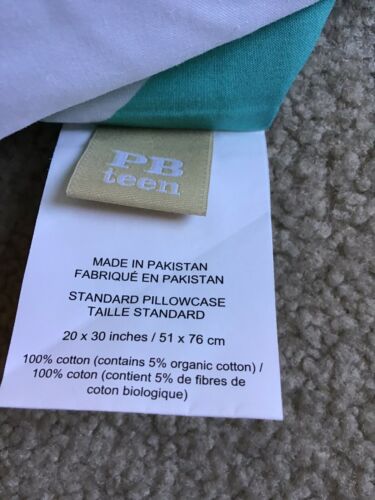 PB
teen
MADE IN PAKISTAN
FABRIQUÉ EN PAKISTAN
STANDARD PILLOWCASE
TAILLE STANDARD
20 x 30 inches / 51 x 76 cm
100% cotton (contains 5% organic cotton) /
100% coton (contient 5% de fibres de
coton biologique)